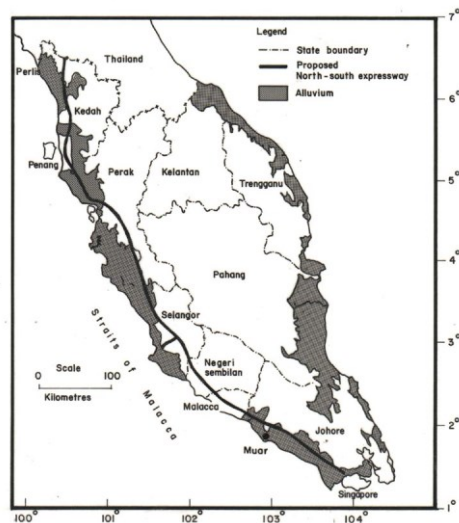 Legend
State boundary
Proposed
North-south expressway
Alluvium
Thailand
Perlis
Kedah
Penang
Perak
Kelantan
Trengganu
Pahang
Selangor
Straits of Malacca
Scale
0 100
Kilometres
Negeri
sembilan
Malacca
Johore
Muar
Singapore
7°
6°
5°
4°
3°
2°
1°
100° 101° 102° 103° 104°